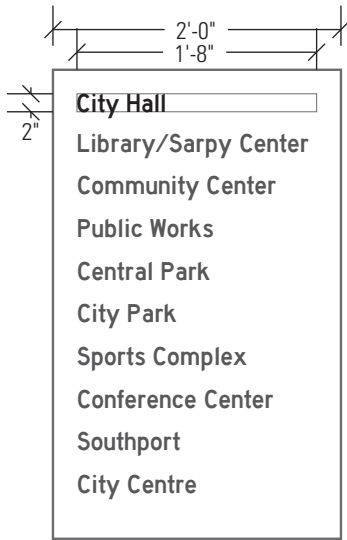 2'-0"
1'-8"
City Hall
2"
Library/Sarpy Center
Community Center
Public Works
Central Park
City Park
Sports Complex
Conference Center
Southport
City Centre